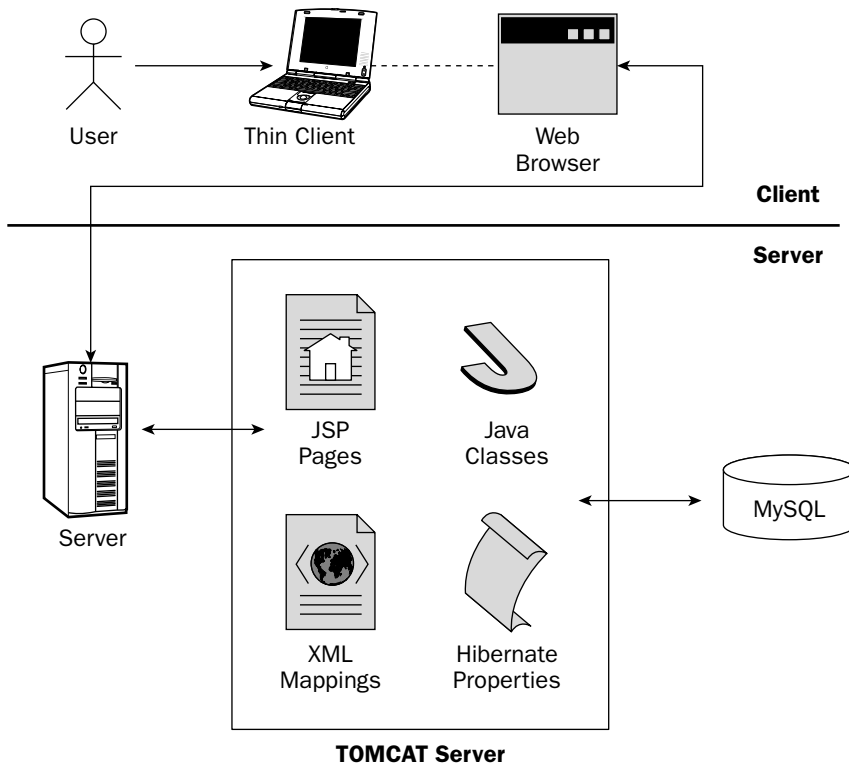 User
Thin Client
Web
Browser
Client
Server
JSP
Pages
Java
Classes
Server
MySQL
XML
Mappings
Hibernate
Properties
TOMCAT Server